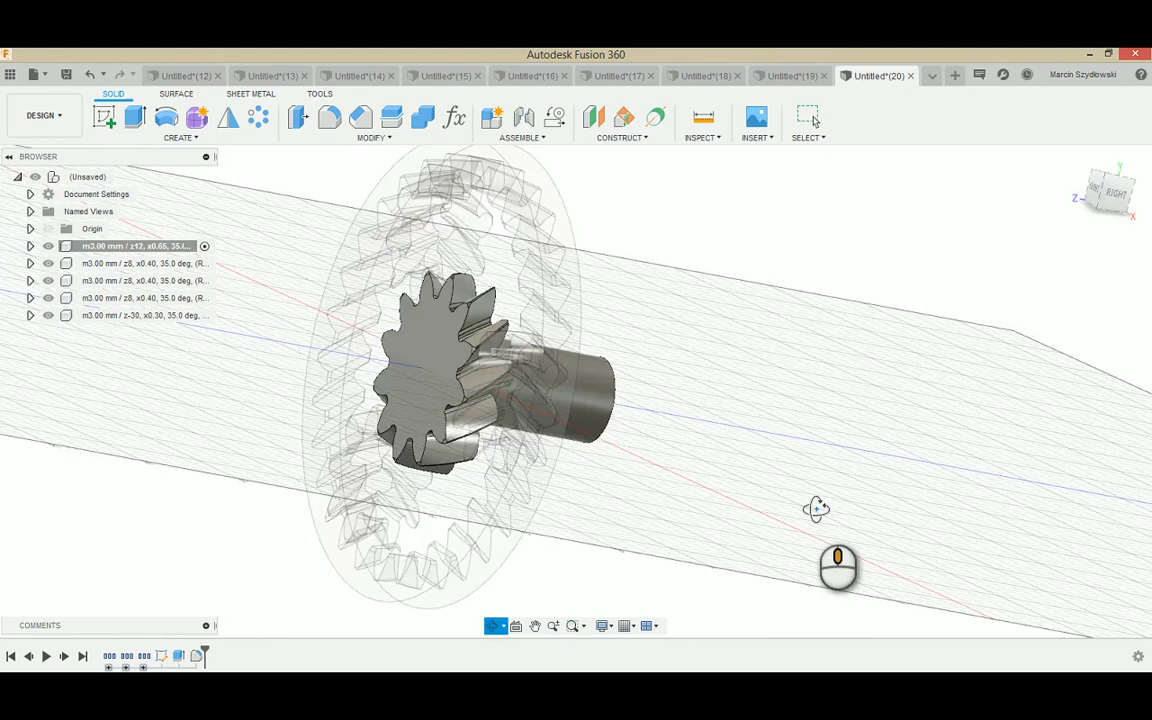 Autodesk Fusion 360
Untitled*(12) Untitled*(13) Untitled*(14) Untitled*(15) Untitled*(16) Untitled*(17) Untitled*(18) Untitled*(19) Untitled*(20) Marcin Szydłowski
SOLID SURFACE SHEET METAL TOOLS
DESIGN
CREATE MODIFY ASSEMBLE CONSTRUCT INSPECT INSERT SELECT
BROWSER
(Unsaved)
Document Settings
Named Views
Origin
m3.00 mm / z12, x0.65, 35.(...
m3.00 mm / z8, x0.40, 35.0 deg, (R...
m3.00 mm / z8, x0.40, 35.0 deg, (R...
m3.00 mm / z8, x0.40, 35.0 deg, (R...
m3.00 mm / z-30, x0.30, 35.0 deg, ...
Y
Z
RIGHT
X
COMMENTS